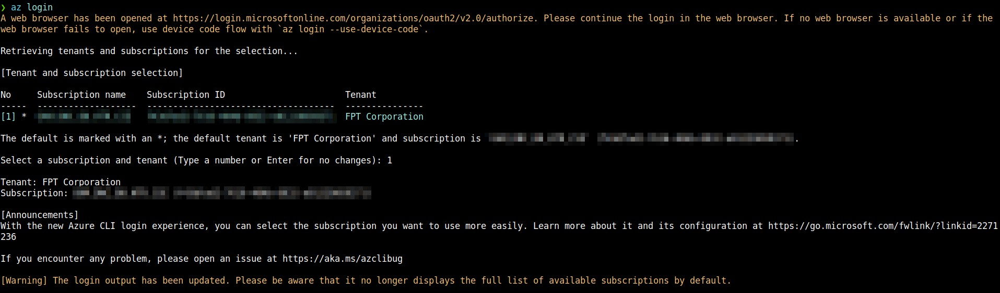 ❯ az login
A web browser has been opened at https://login.microsoftonline.com/organizations/oauth2/v2.0/authorize. Please continue the login in the web browser. If no web browser is available or if the
web browser fails to open, use device code flow with `az login --use-device-code`.
Retrieving tenants and subscriptions for the selection...
[Tenant and subscription selection]
No     Subscription name    Subscription ID                       Tenant
-----  -------------------  ------------------------------------  ---------------
[1] *                                                             FPT Corporation
The default is marked with an *; the default tenant is 'FPT Corporation' and subscription is .
Select a subscription and tenant (Type a number or Enter for no changes): 1
Tenant: FPT Corporation
Subscription:
[Announcements]
With the new Azure CLI login experience, you can select the subscription you want to use more easily. Learn more about it and its configuration at https://go.microsoft.com/fwlink/?linkid=2271
236
If you encounter any problem, please open an issue at https://aka.ms/azclibug
[Warning] The login output has been updated. Please be aware that it no longer displays the full list of available subscriptions by default.